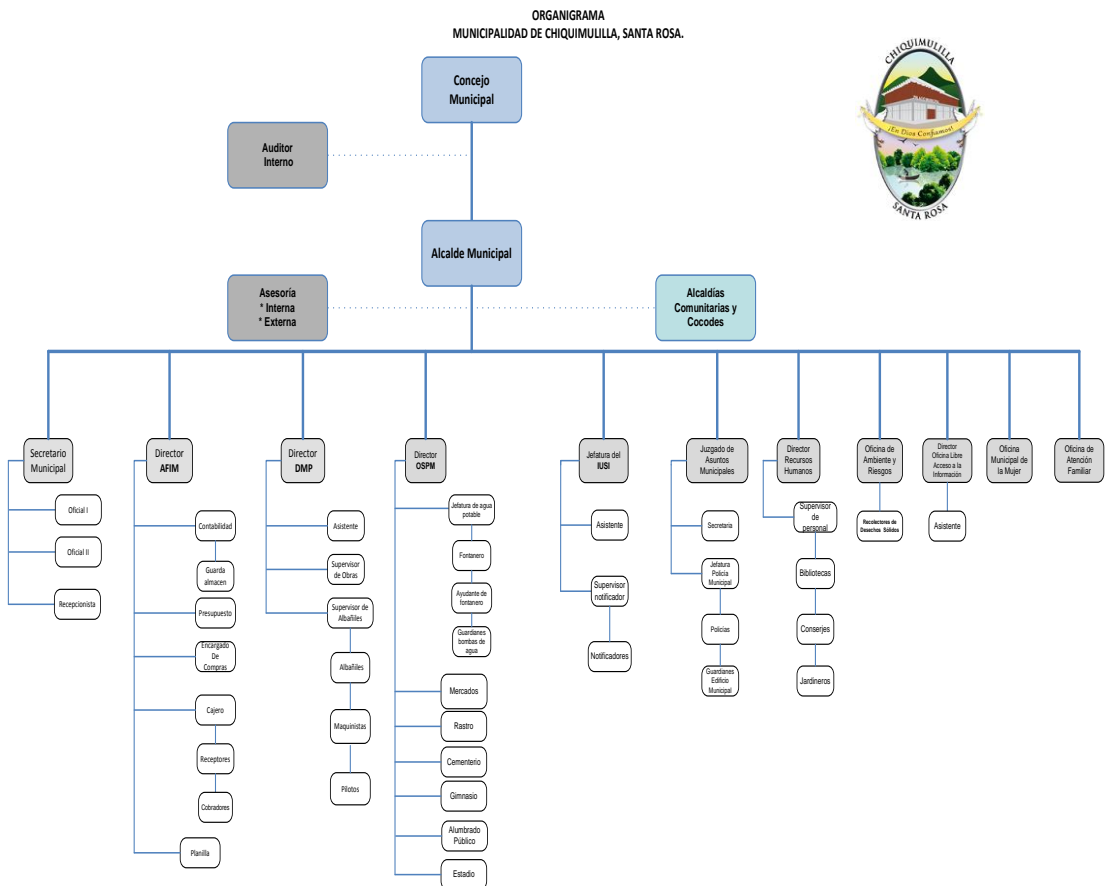 ORGANIGRAMA
MUNICIPALIDAD DE CHIQUIMULILLA, SANTA ROSA.
CHIQUIMULILLA
¡En Dios Confiamos!
SANTA ROSA
Concejo
Municipal
Auditor
Interno
Alcalde Municipal
Asesoría
* Interna
* Externa
Alcaldías
Comunitarias y
Cocodes
Secretario
Municipal
Oficial I
Oficial II
Recepcionista
Director
AFIM
Contabilidad
Guarda
almacen
Presupuesto
Encargado
De
Compras
Cajero
Receptores
Cobradores
Planilla
Director
DMP
Asistente
Supervisor
de Obras
Supervisor de
Albañiles
Albañiles
Maquinistas
Pilotos
Director
OSPM
Jefatura de agua
potable
Fontanero
Ayudante de
fontanero
Guardianes
bombas de
agua
Mercados
Rastro
Cementerio
Gimnasio
Alumbrado
Público
Estadio
Jefatura del
IUSI
Asistente
Supervisor
notificador
Notificadores
Juzgado de
Asuntos
Municipales
Secretaria
Jefatura
Policía
Municipal
Policías
Guardianes
Edificio
Municipal
Director
Recursos
Humanos
Supervisor
de
personal
Bibliotecas
Conserjes
Jardineros
Oficina de
Ambiente y
Riesgos
Recolectores de
Desechos Sólidos
Director
Oficina Libre
Acceso a la
Información
Asistente
Oficina
Municipal de
la Mujer
Oficina de
Atención
Familiar